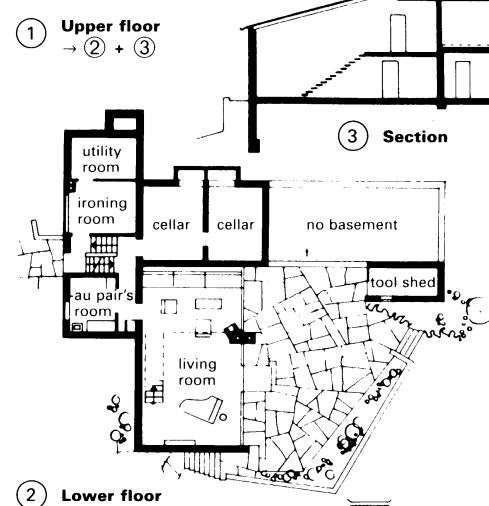 1 Upper floor
→ 2 + 3
3 Section
utility
room
ironing
room
cellar
cellar
no basement
au pair's
room
tool shed
living
room
2 Lower floor